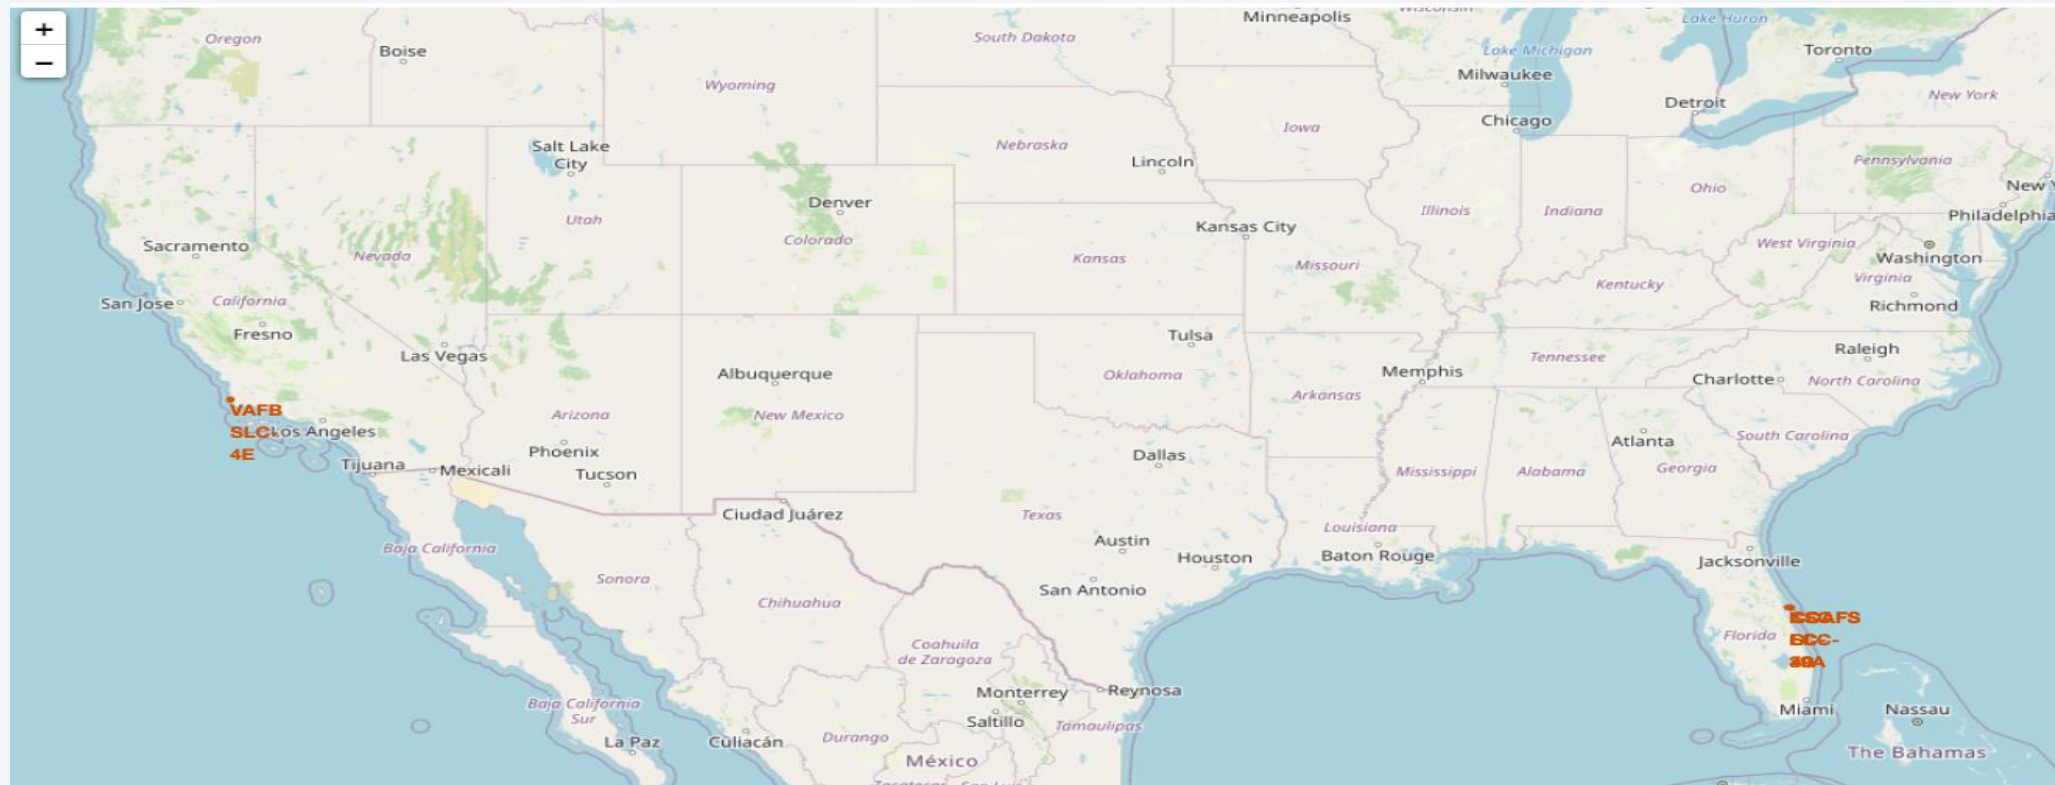 +
−
Oregon
Boise
Wyoming
South Dakota
Minneapolis
Wisconsin
Lake Michigan
Lake Huron
Toronto
Milwaukee
Detroit
New York
Chicago
Iowa
Nebraska
Lincoln
Salt Lake
City
Utah
Denver
Colorado
Pennsylvania
Ohio
Illinois
Indiana
New Y
Philadelphia
Kansas City
Kansas
Missouri
West Virginia
Washington
Virginia
Kentucky
Richmond
Sacramento
Nevada
San Jose
California
Fresno
Las Vegas
Tulsa
Tennessee
Raleigh
Albuquerque
Oklahoma
Memphis
Charlotte
North Carolina
Arkansas
VAFB
SLC-
4E
Los Angeles
Arizona
New Mexico
Phoenix
Tucson
Tijuana
Mexicali
Dallas
Atlanta
South Carolina
Georgia
Mississippi
Alabama
Ciudad Juárez
Texas
Louisiana
Austin
Houston
Baton Rouge
Jacksonville
Baja California
Sonora
Chihuahua
San Antonio
Florida
Coahuila
de Zaragoza
Monterrey
Reynosa
Saltillo
Tamaulipas
Baja California
Sur
La Paz
Culiacán
Durango
México
Miami
Nassau
The Bahamas